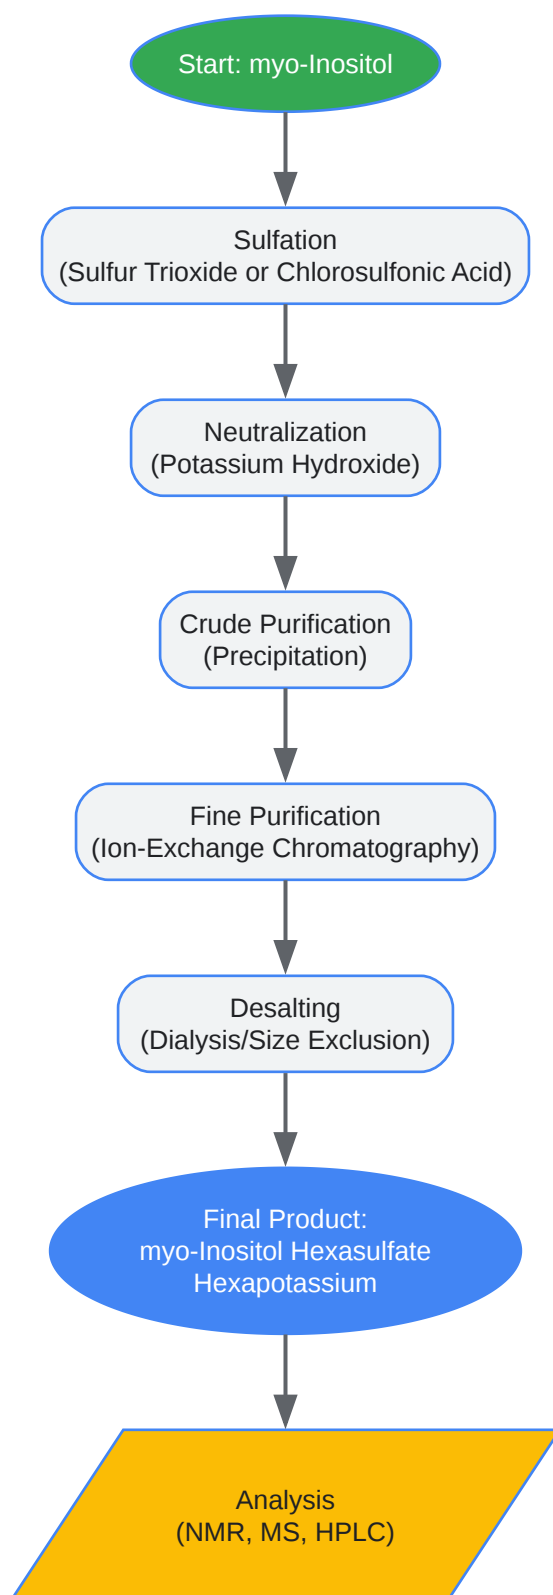 Start: myo-Inositol
Sulfation
(Sulfur Trioxide or Chlorosulfonic Acid)
Neutralization
(Potassium Hydroxide)
Crude Purification
(Precipitation)
Fine Purification
(Ion-Exchange Chromatography)
Desalting
(Dialysis/Size Exclusion)
Final Product:
myo-Inositol Hexasulfate
Hexapotassium
Analysis
(NMR, MS, HPLC)